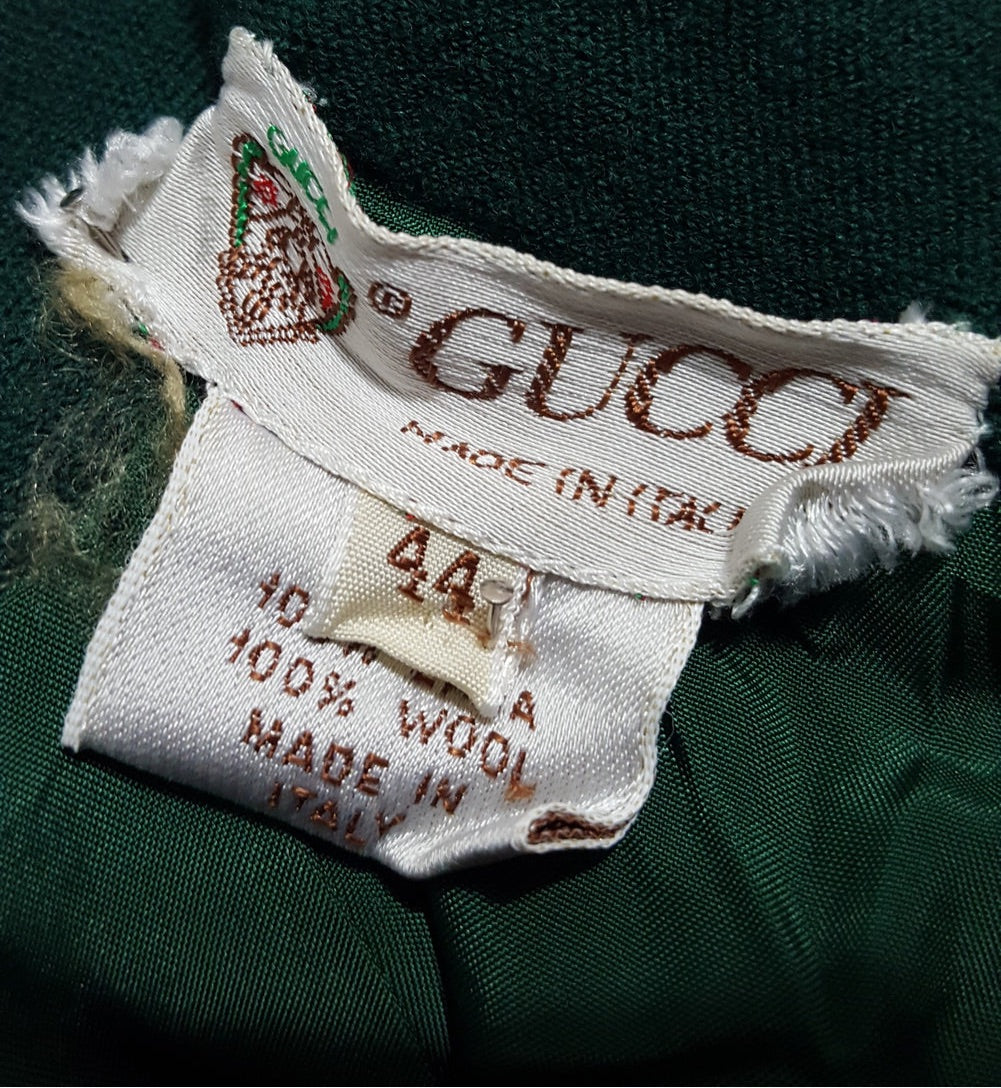 GUCCI
® GUCCI
MADE IN ITALY
44
100% WOOL
MADE IN
ITALY